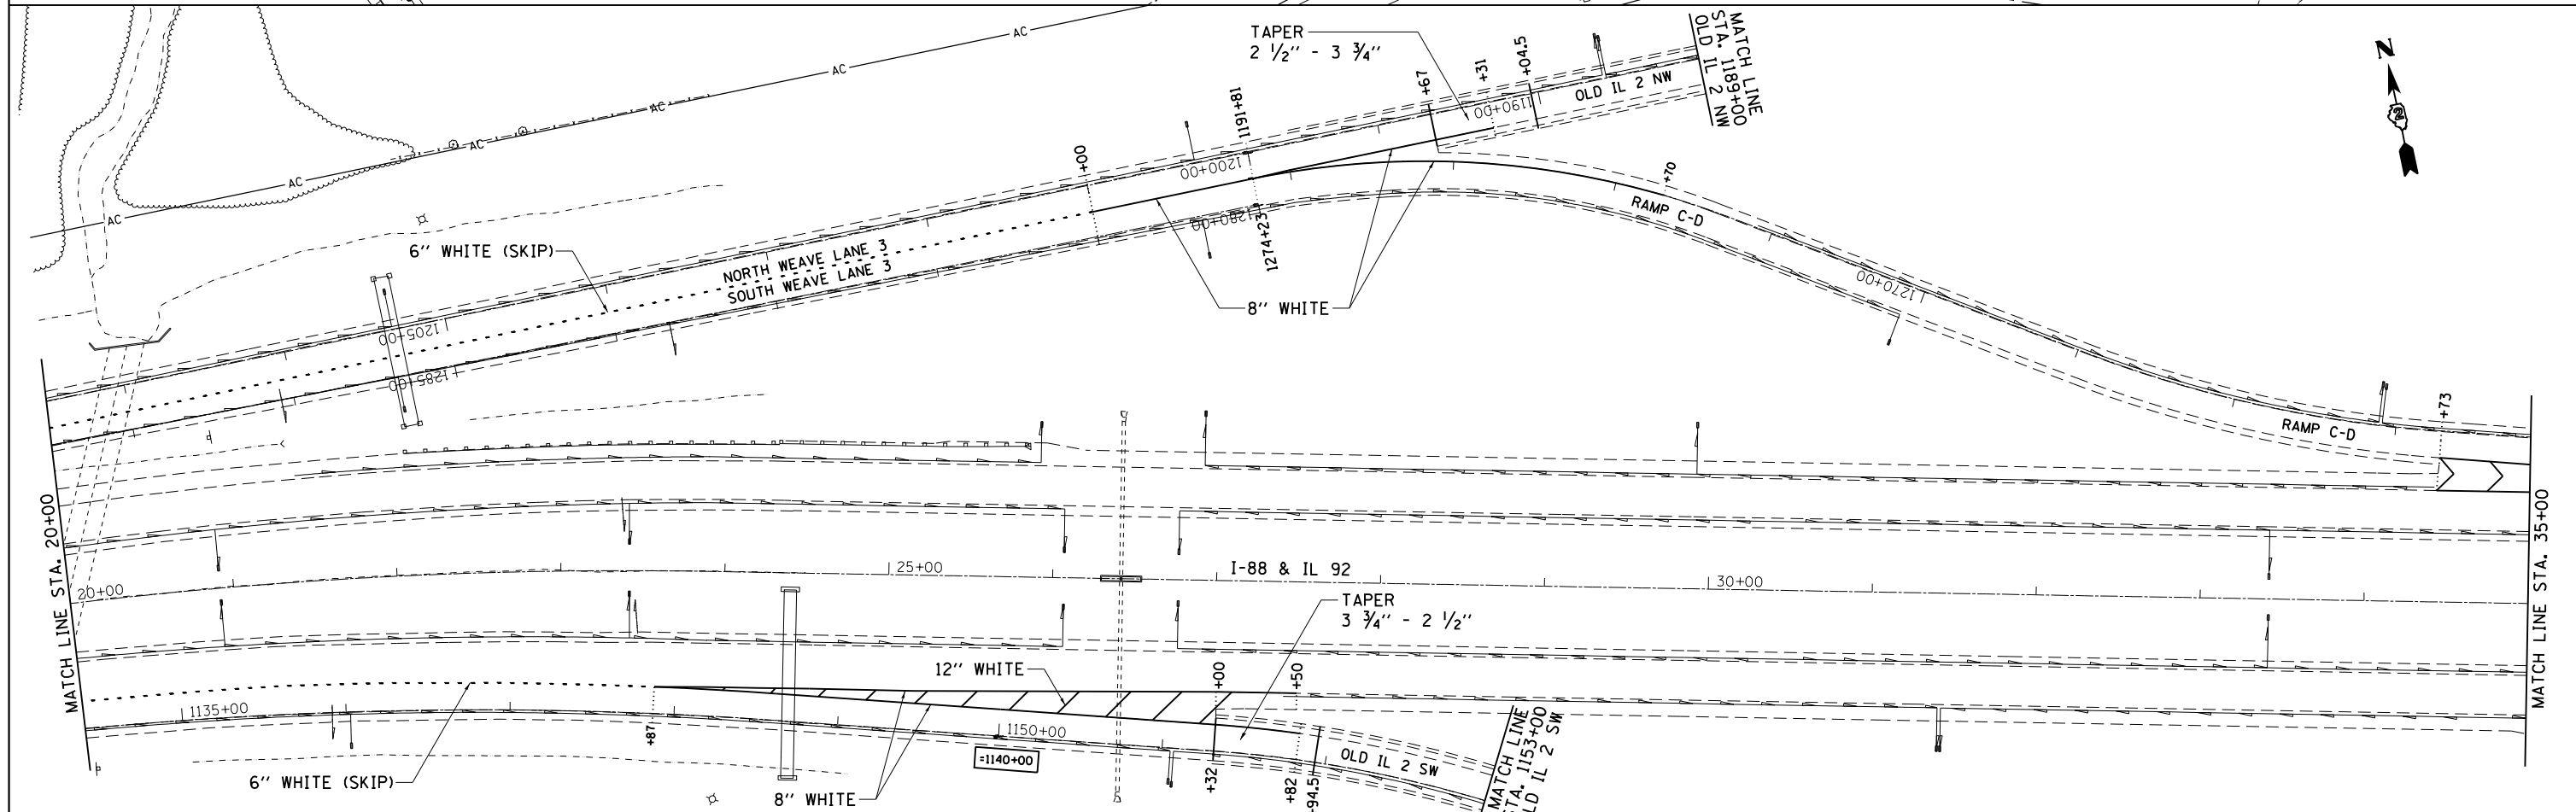 AC
AC
AC
AC
AC
AC
TAPER
2 ½" - 3 ¾"
MATCH LINE
STA. 1189+00
OLD IL 2 NW
N
+67
+31
+04.5
OLD IL 2 NW
1190+00
1191+81
+00
1200+00
+70
RAMP C-D
1280+00
1274+23
6" WHITE (SKIP)
NORTH WEAVE LANE 3
SOUTH WEAVE LANE 3
8" WHITE
1270+00
1205+00
1285+00
+73
RAMP C-D
MATCH LINE STA. 20+00
MATCH LINE STA. 35+00
20+00
25+00
I-88 & IL 92
30+00
TAPER
3 ¾" - 2 ½"
12" WHITE
+00
+50
1135+00
+87
1150+00
=1140+00
OLD IL 2 SW
+32
+82
+94.5
MATCH LINE
STA. 1153+00
OLD IL 2 SW
6" WHITE (SKIP)
8" WHITE